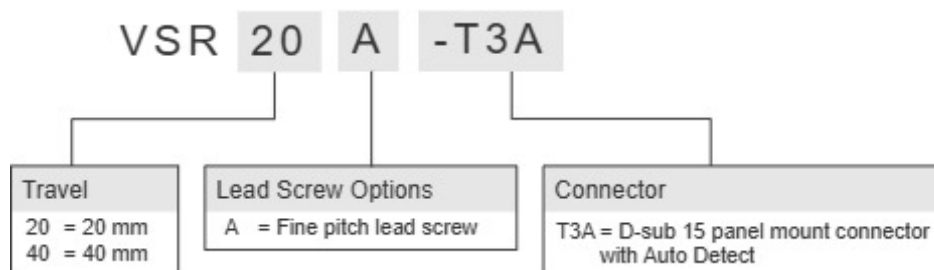 VSR 20 A -T3A
Travel
20 = 20 mm
40 = 40 mm
Lead Screw Options
A = Fine pitch lead screw
Connector
T3A = D-sub 15 panel mount connector
with Auto Detect